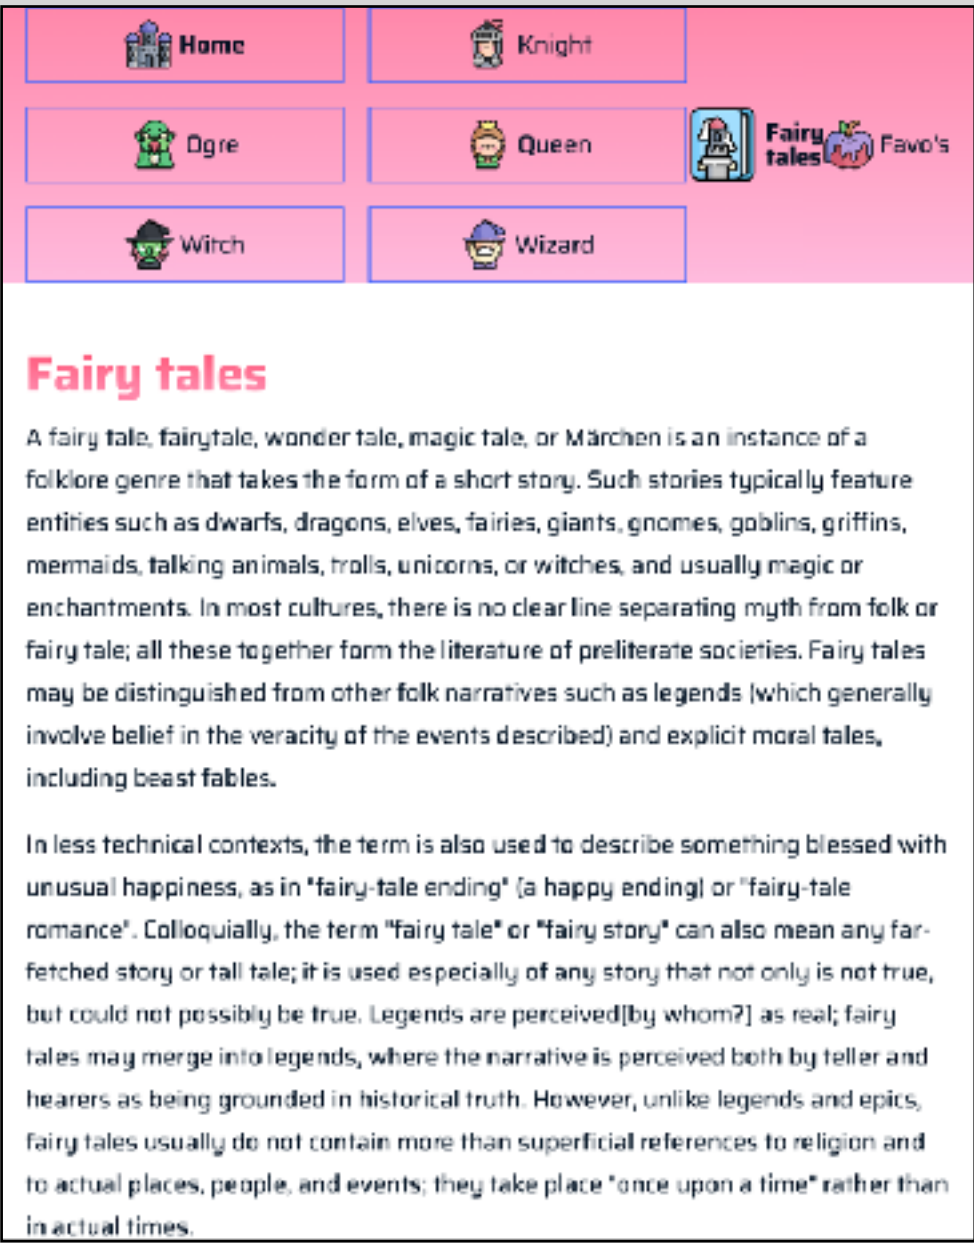 Home
Knight
Ogre
Queen
Fairy
tales
Favo's
Witch
Wizard
Fairy tales
A fairy tale, fairytale, wonder tale, magic tale, or Märchen is an instance of a
folklore genre that takes the form of a short story. Such stories typically feature
entities such as dwarfs, dragons, elves, fairies, giants, gnomes, goblins, griffins,
mermaids, talking animals, trolls, unicorns, or witches, and usually magic or
enchantments. In most cultures, there is no clear line separating myth from folk or
fairy tale; all these together form the literature of preliterate societies. Fairy tales
may be distinguished from other folk narratives such as legends (which generally
involve belief in the veracity of the events described) and explicit moral tales,
including beast fables.
In less technical contexts, the term is also used to describe something blessed with
unusual happiness, as in "fairy-tale ending" (a happy ending) or "fairy-tale
romance". Colloquially, the term "fairy tale" or "fairy story" can also mean any far-
fetched story or tall tale; it is used especially of any story that not only is not true,
but could not possibly be true. Legends are perceived[by whom?] as real; fairy
tales may merge into legends, where the narrative is perceived both by teller and
hearers as being grounded in historical truth. However, unlike legends and epics,
fairy tales usually do not contain more than superficial references to religion and
to actual places, people, and events; they take place "once upon a time" rather than
in actual times.